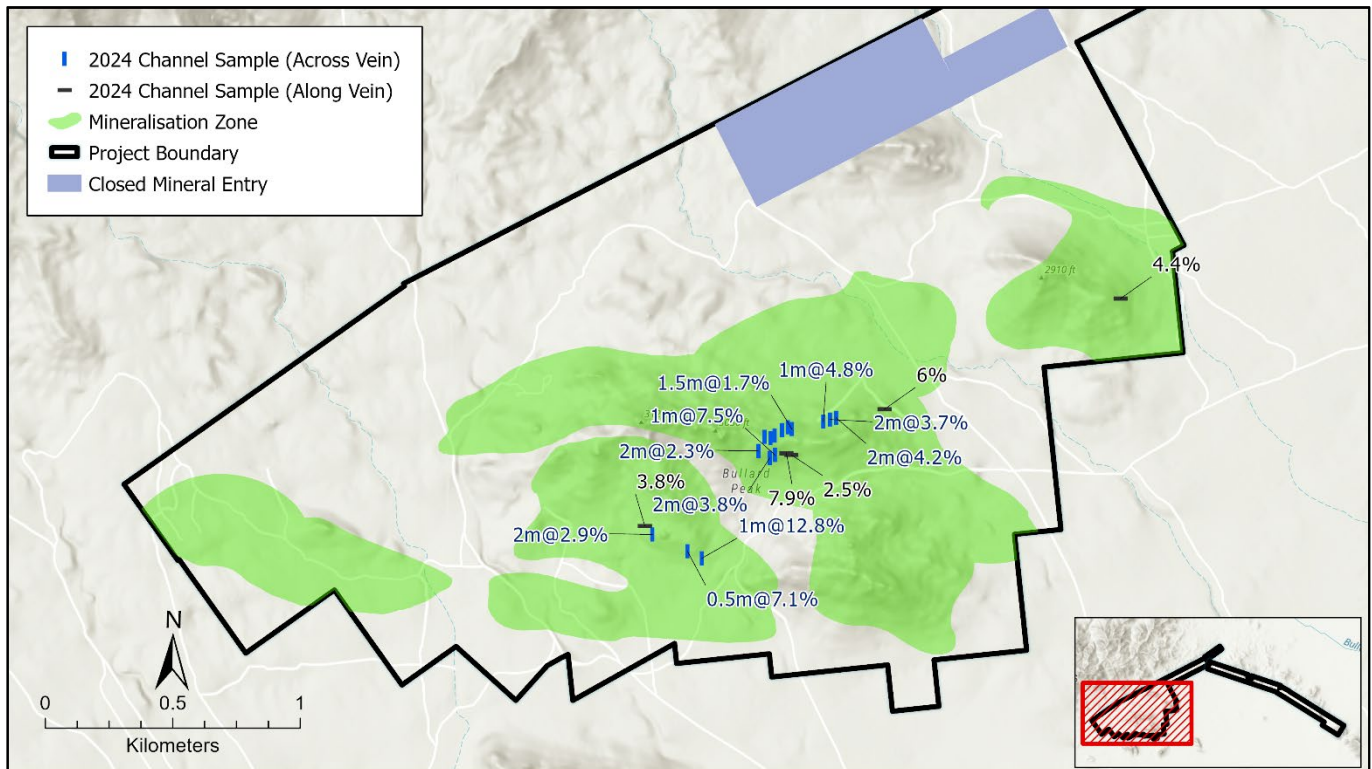 2024 Channel Sample (Across Vein)
2024 Channel Sample (Along Vein)
Mineralisation Zone
Project Boundary
Closed Mineral Entry
2910 ft
4.4%
1m@4.8%
6%
1.5m@1.7%
1m@7.5%
2m@3.7%
2m@2.3%
2m@4.2%
Bullard
Peak
3.8%
2.5%
2m@3.8%
7.9%
2m@2.9%
1m@12.8%
0.5m@7.1%
N
0
0.5
1
Kilometers